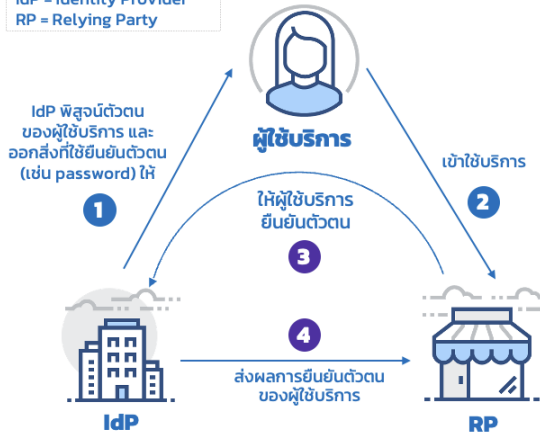 IdP = Identity Provider
RP = Relying Party
IdP พิสูจน์ตัวตน
ของผู้ใช้บริการ และ
ออกสิ่งที่ใช้ยืนยันตัวตน
(เช่น password) ให้
1
ผู้ใช้บริการ
เข้าใช้บริการ
2
ให้ผู้ใช้บริการ
ยืนยันตัวตน
3
4
ส่งผลการยืนยันตัวตน
ของผู้ใช้บริการ
IdP
RP